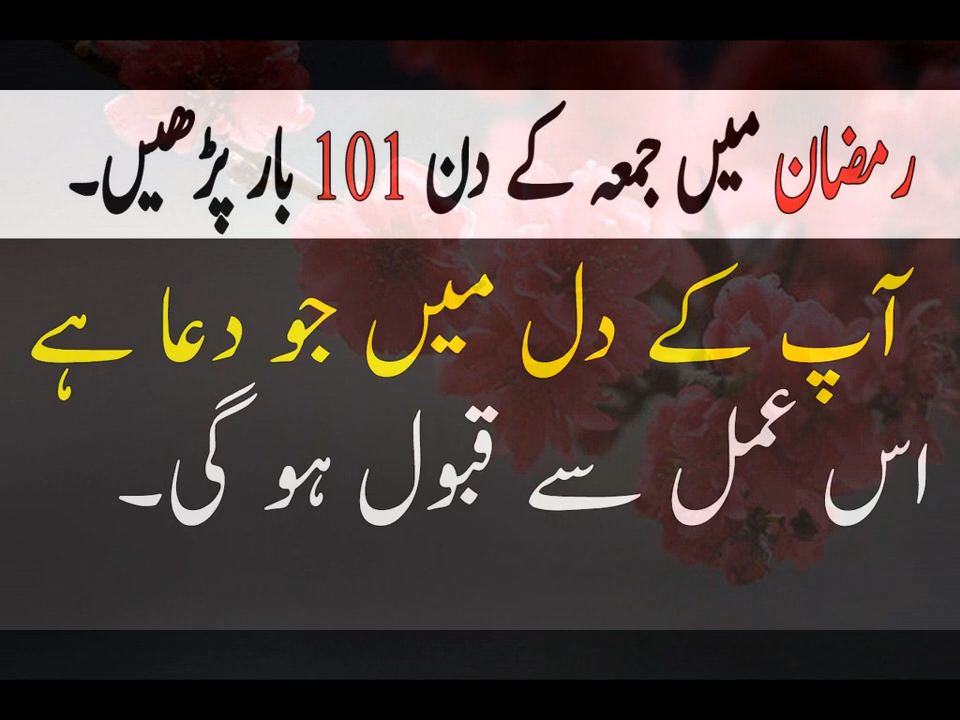 رمضان میں جمعہ کے دن 101 بار پڑھیں۔
آپ کے دل میں جو دعا ہے
اس عمل سے قبول ہو گی۔